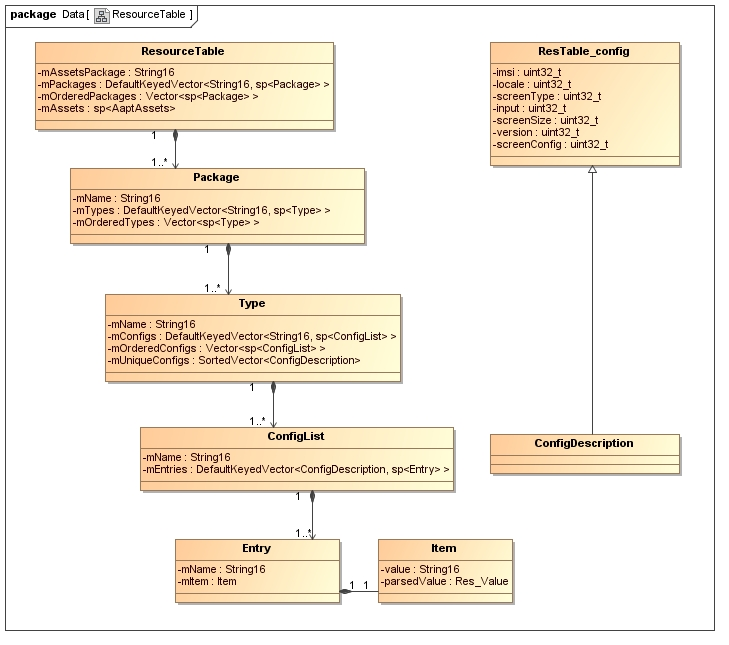 package Data[ ResourceTable ]
ResourceTable
-mAssetsPackage : String16
-mPackages : DefaultKeyedVector<String16, sp<Package> >
-mOrderedPackages : Vector<sp<Package> >
-mAssets : sp<AaptAssets>
1
1..*
Package
-mName : String16
-mTypes : DefaultKeyedVector<String16, sp<Type> >
-mOrderedTypes : Vector<sp<Type> >
1
1..*
Type
-mName : String16
-mConfigs : DefaultKeyedVector<String16, sp<ConfigList> >
-mOrderedConfigs : Vector<sp<ConfigList> >
-mUniqueConfigs : SortedVector<ConfigDescription>
1
1..*
ConfigList
-mName : String16
-mEntries : DefaultKeyedVector<ConfigDescription, sp<Entry> >
1
1..*
Entry
-mName : String16
-mItem : Item
1 1
Item
-value : String16
-parsedValue : Res_Value
ResTable_config
-imsi : uint32_t
-locale : uint32_t
-screenType : uint32_t
-input : uint32_t
-screenSize : uint32_t
-version : uint32_t
-screenConfig : uint32_t
ConfigDescription